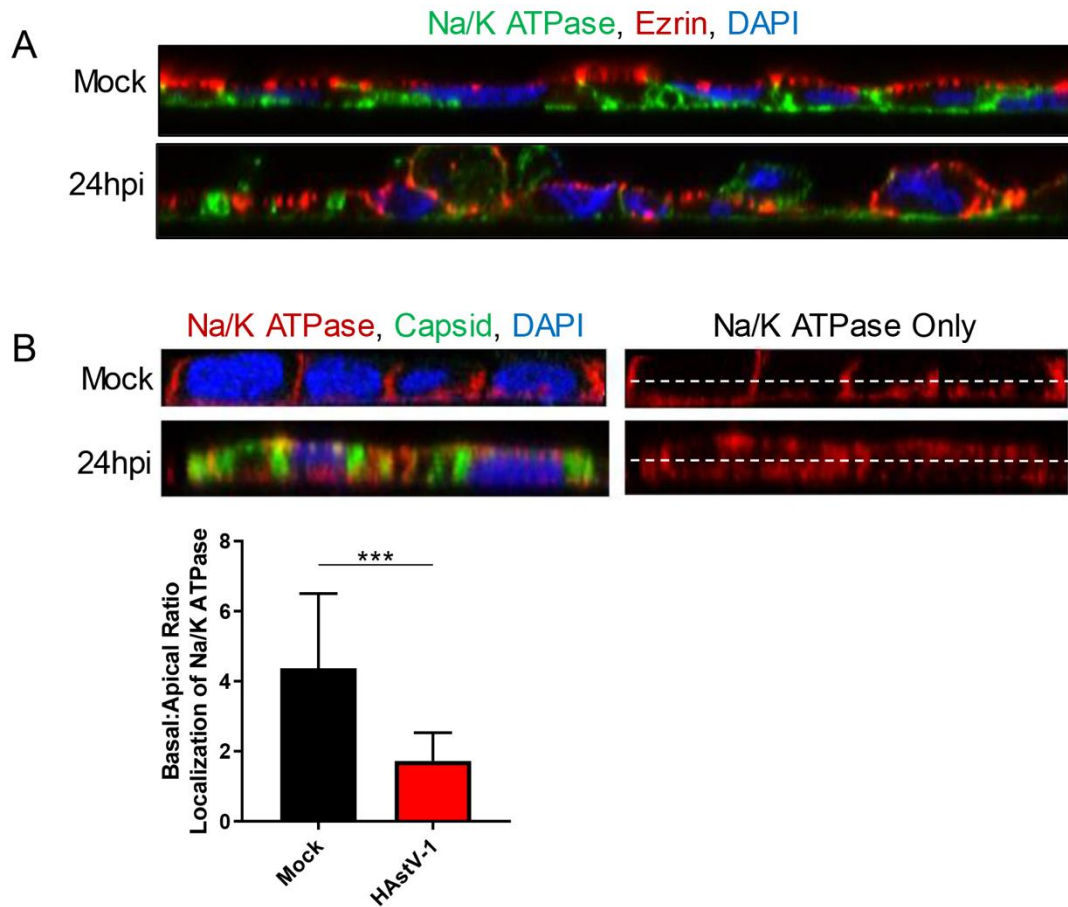 A
Na/K ATPase, Ezrin, DAPI
Mock
24hpi
B
Na/K ATPase, Capsid, DAPI
Na/K ATPase Only
Mock
24hpi
Basal:Apical Ratio
Localization of Na/K ATPase
8
6
4
2
0
***
Mock
HAstV-1